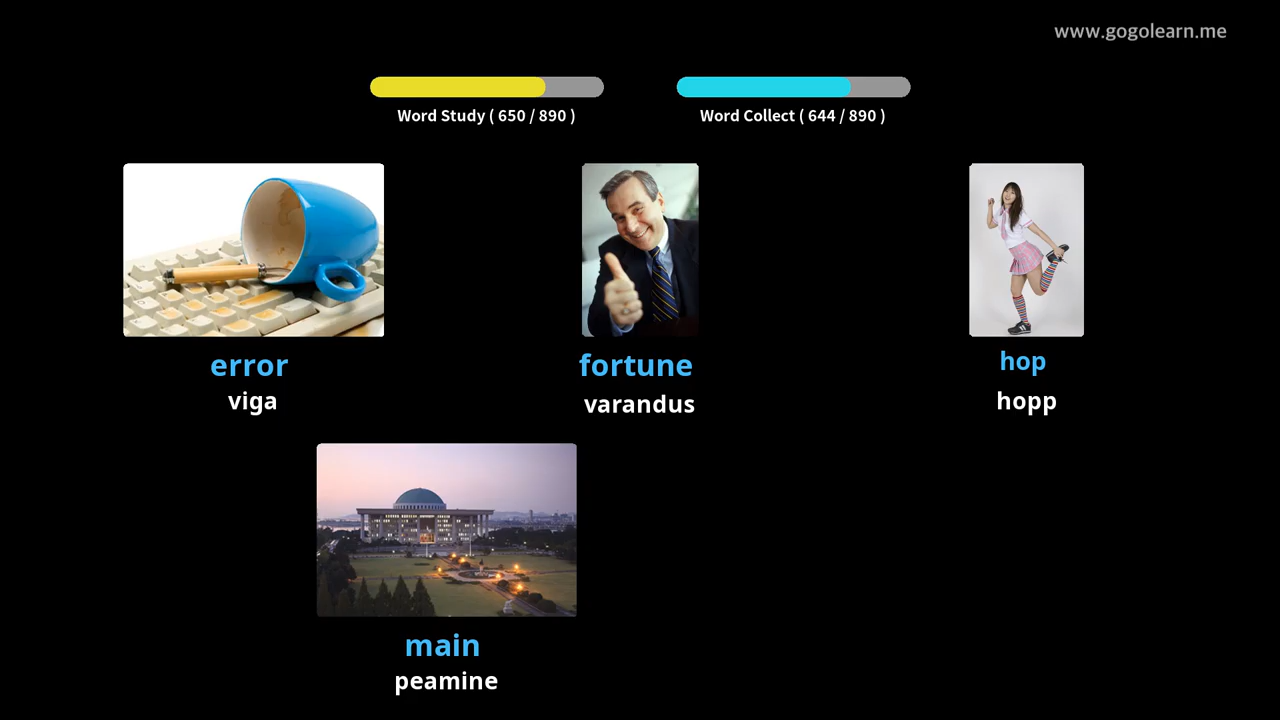 www.gogolearn.me
Word Study ( 650 / 890 )
Word Collect ( 644 / 890 )
error
viga
fortune
varandus
hop
hopp
main
peamine